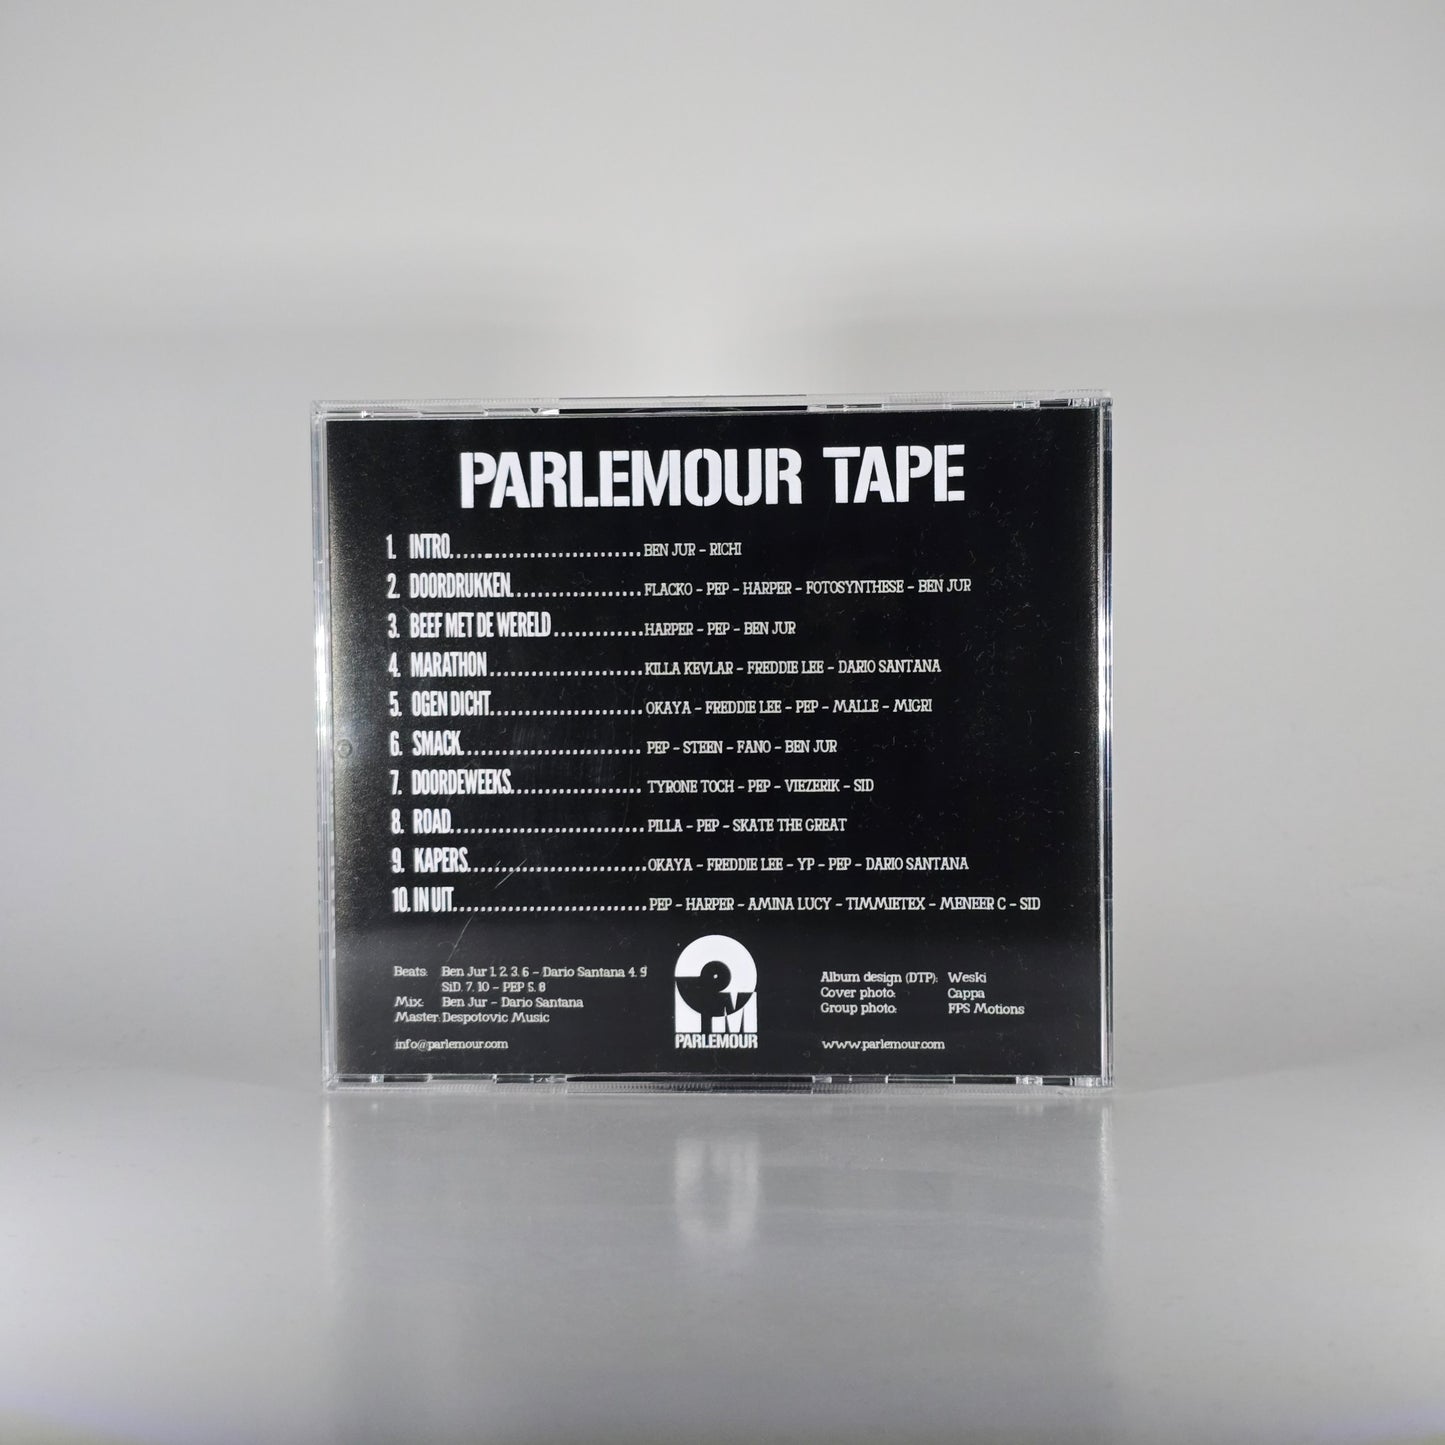 PARLEMOUR TAPE
1. INTRO............................BEN JUR - RICHI
2. DOORDRUKKEN....................FLACKO - PEP - HARPER - FOTOSYNTHESE - BEN JUR
3. BEEF MET DE WERELD.............HARPER - PEP - BEN JUR
4. MARATHON.......................KILLA KEVLAR - FREDDIE LEE - DARIO SANTANA
5. OGEN DICHT.......................OKAYA - FREDDIE LEE - PEP - MALLE - MIGRI
6. SMACK........................... PEP - STEEN - FANO - BEN JUR
7. DOORDEWEEKS.................... TYRONE TOCH - PEP - VIEZERIK - SID
8. ROAD.............................PILLA - PEP - SKATE THE GREAT
9. KAPERS...........................OKAYA - FREDDIE LEE - YP - PEP - DARIO SANTANA
10. IN UIT.............................PEP - HARPER - AMINA LUCY - TIMMIETEX - MENEER C - SID
Beats: Ben Jur 1. 2. 3. 6 - Dario Santana 4. 9
SiD. 7. 10 - PEP 5. 8
Mix: Ben Jur - Dario Santana
Master: Despotovic Music
info@parlemour.com
PM
PARLEMOUR
Album design (DTP): Weski
Cover photo: Cappa
Group photo: FPS Motions
www.parlemour.com